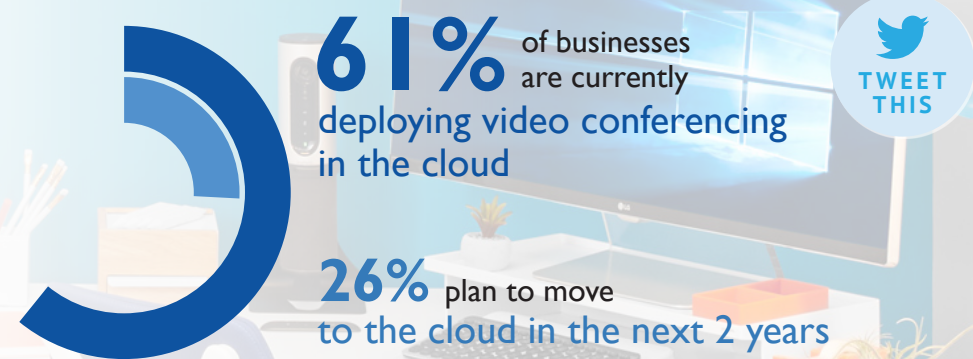 61% of businesses
are currently
deploying video conferencing
in the cloud
TWEET
THIS
26% plan to move
to the cloud in the next 2 years
LG